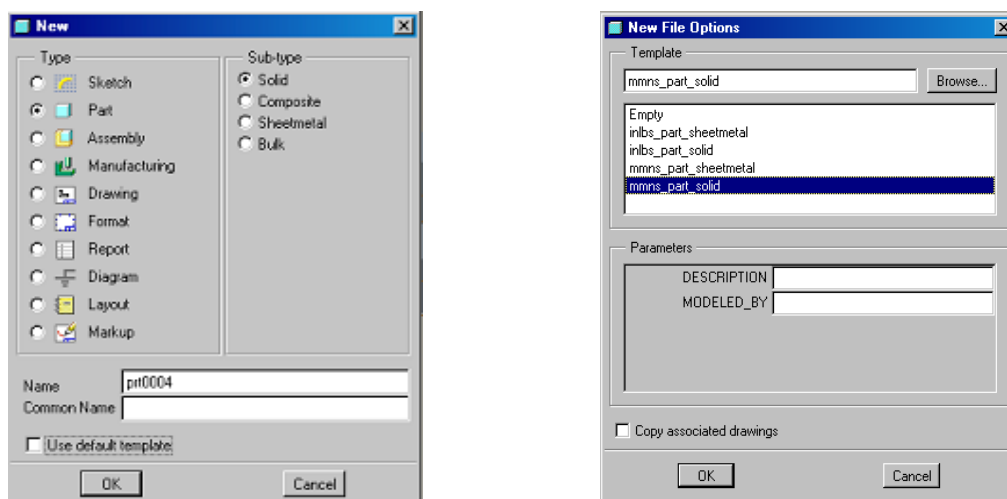 New
Type
Sketch
Part
Assembly
Manufacturing
Drawing
Format
Report
Diagram
Layout
Markup
Sub-type
Solid
Composite
Sheetmetal
Bulk
Name prt0004
Common Name
Use default template
OK Cancel
New File Options
Template
mmns_part_solid Browse...
Empty
inlbs_part_sheetmetal
inlbs_part_solid
mmns_part_sheetmetal
mmns_part_solid
Parameters
DESCRIPTION
MODELED_BY
Copy associated drawings
OK Cancel